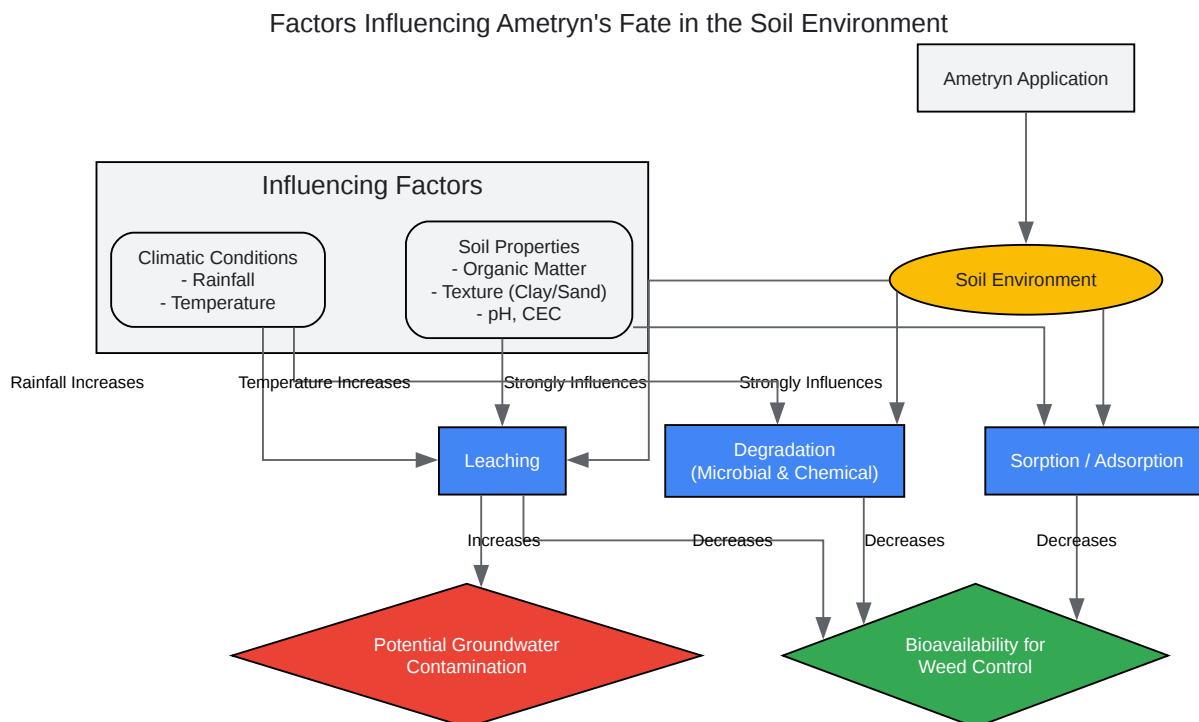 Factors Influencing Ametryn's Fate in the Soil Environment
Ametryn Application
Influencing Factors
Climatic Conditions
- Rainfall
- Temperature
Soil Properties
- Organic Matter
- Texture (Clay/Sand)
- pH, CEC
Soil Environment
Rainfall Increases
Temperature Increases
Strongly Influences
Strongly Influences
Leaching
Degradation
(Microbial & Chemical)
Sorption / Adsorption
Increases
Decreases
Decreases
Decreases
Potential Groundwater
Contamination
Bioavailability for
Weed Control